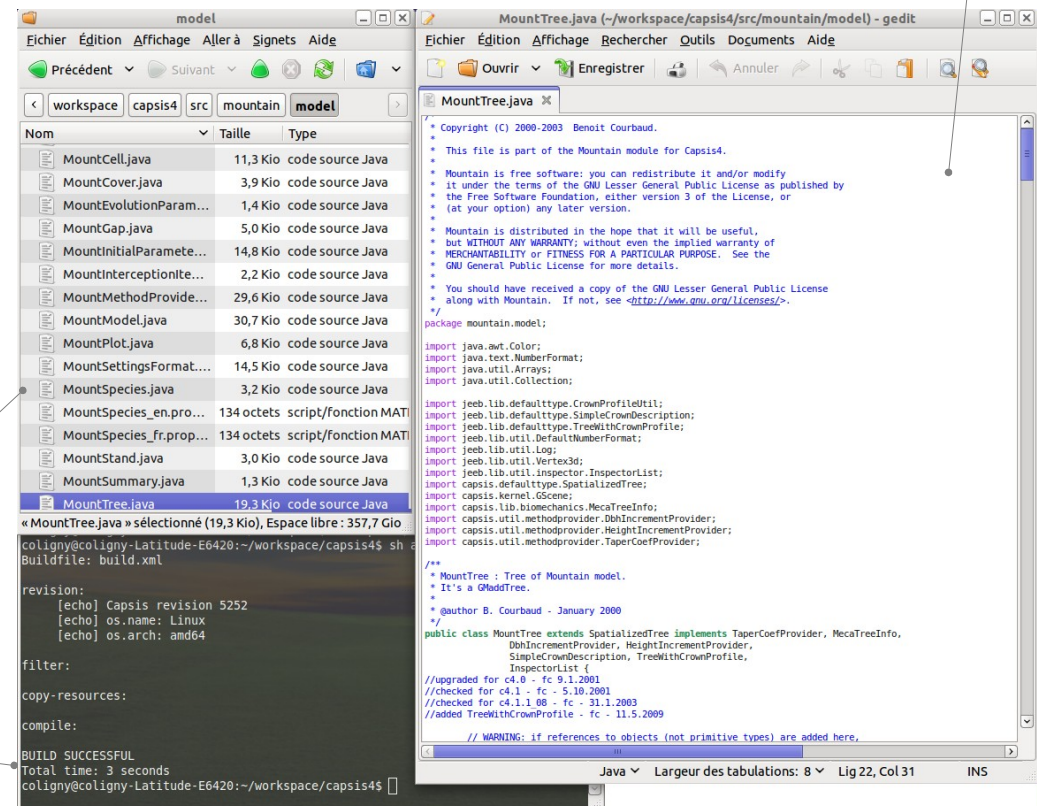 model
Fichier Édition Affichage Aller à Signets Aide
Précédent Suivant
workspace capsis4 src mountain model
Nom Taille Type
MountCell.java 11,3 Kio code source Java
MountCover.java 3,9 Kio code source Java
MountEvolutionParam... 1,4 Kio code source Java
MountGap.java 5,0 Kio code source Java
MountInitialParamete... 14,8 Kio code source Java
MountInterceptionIte... 2,2 Kio code source Java
MountMethodProvide... 29,6 Kio code source Java
MountModel.java 30,7 Kio code source Java
MountPlot.java 6,8 Kio code source Java
MountSettingsFormat.... 14,5 Kio code source Java
MountSpecies.java 3,2 Kio code source Java
MountSpecies_en.pro... 134 octets script/fonction MATL
MountSpecies_fr.prop... 134 octets script/fonction MATL
MountStand.java 3,0 Kio code source Java
MountSummary.java 1,3 Kio code source Java
MountTree.java 19,3 Kio code source Java
« MountTree.java » sélectionné (19,3 Kio), Espace libre : 357,7 Gio
coligny@coligny-Latitude-E6420:~/workspace/capsis4$ sh a
Buildfile: build.xml
revision:
[echo] Capsis revision 5252
[echo] os.name: Linux
[echo] os.arch: amd64
filter:
copy-resources:
compile:
BUILD SUCCESSFUL
Total time: 3 seconds
coligny@coligny-Latitude-E6420:~/workspace/capsis4$
MountTree.java (~/workspace/capsis4/src/mountain/model) - gedit
Fichier Édition Affichage Rechercher Outils Documents Aide
Ouvrir Enregistrer Annuler
MountTree.java
/*
* Copyright (C) 2000-2003 Benoit Courbaud.
*
* This file is part of the Mountain module for Capsis4.
*
* Mountain is free software: you can redistribute it and/or modify
* it under the terms of the GNU Lesser General Public License as published by
* the Free Software Foundation, either version 3 of the License, or
* (at your option) any later version.
*
* Mountain is distributed in the hope that it will be useful,
* but WITHOUT ANY WARRANTY; without even the implied warranty of
* MERCHANTABILITY or FITNESS FOR A PARTICULAR PURPOSE. See the
* GNU General Public License for more details.
*
* You should have received a copy of the GNU Lesser General Public License
* along with Mountain. If not, see <http://www.gnu.org/licenses/>.
*/
package mountain.model;
import java.awt.Color;
import java.text.NumberFormat;
import java.util.Arrays;
import java.util.Collection;
import jeeb.lib.defaulttype.CrownProfileUtil;
import jeeb.lib.defaulttype.SimpleCrownDescription;
import jeeb.lib.defaulttype.TreeWithCrownProfile;
import jeeb.lib.util.DefaultNumberFormat;
import jeeb.lib.util.Log;
import jeeb.lib.util.Vertex3d;
import jeeb.lib.util.inspector.InspectorList;
import capsis.defaulttype.SpatializedTree;
import capsis.kernel.GScene;
import capsis.lib.biomechanics.MecaTreeInfo;
import capsis.util.methodprovider.DbhIncrementProvider;
import capsis.util.methodprovider.HeightIncrementProvider;
import capsis.util.methodprovider.TaperCoefProvider;
/**
* MountTree : Tree of Mountain model.
* It's a GMaddTree.
*
* @author B. Courbaud - January 2000
*/
public class MountTree extends SpatializedTree implements TaperCoefProvider, MecaTreeInfo,
DbhIncrementProvider, HeightIncrementProvider,
SimpleCrownDescription, TreeWithCrownProfile,
InspectorList {
//upgraded for c4.0 - fc 9.1.2001
//checked for c4.1 - fc - 5.10.2001
//checked for c4.1.1_08 - fc - 31.1.2003
//added TreeWithCrownProfile - fc - 11.5.2009
// WARNING: if references to objects (not primitive types) are added here,
Java Largeur des tabulations: 8 Lig 22, Col 31 INS